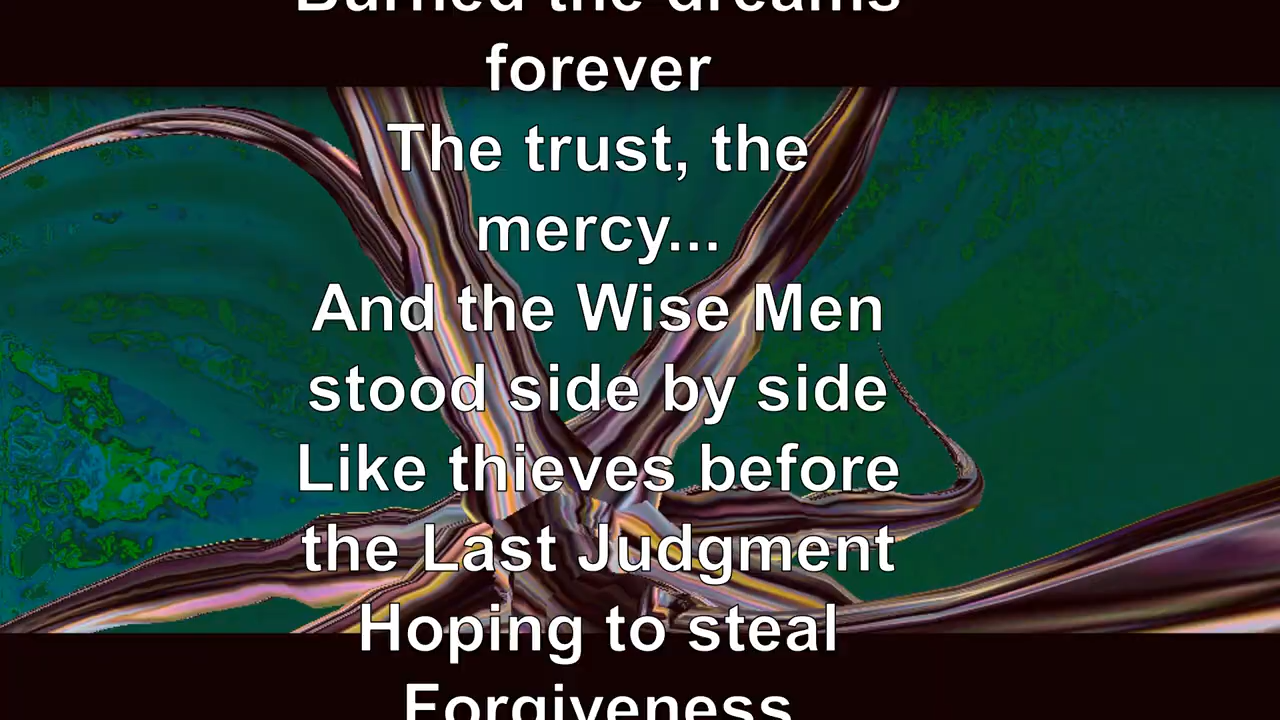 Burned the dreams
forever
The trust, the
mercy...
And the Wise Men
stood side by side
Like thieves before
the Last Judgment
Hoping to steal
Forgiveness